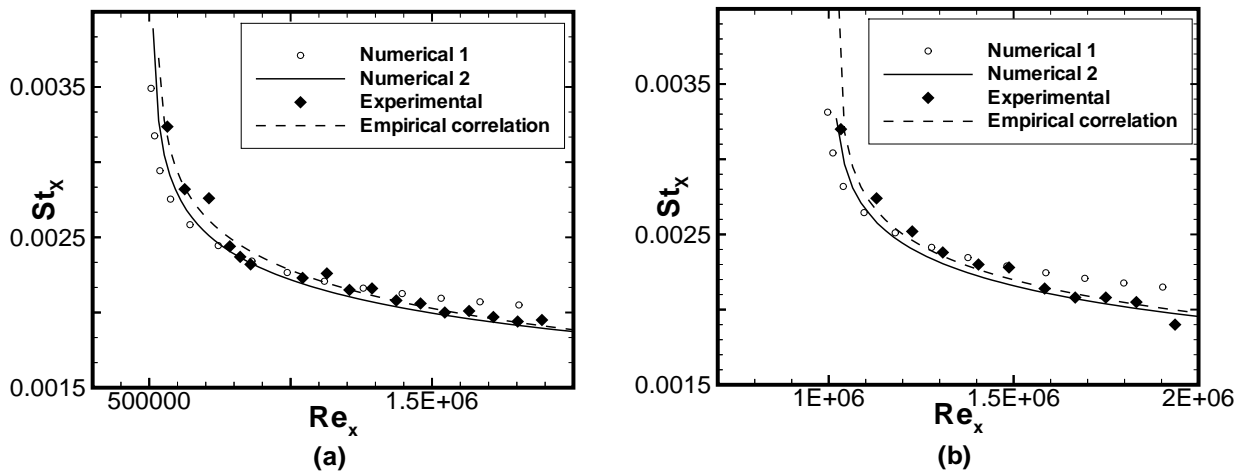 Numerical 1
Numerical 2
Experimental
Empirical correlation
0.0035
0.0025
0.0015
St_x
500000
1.5E+06
Re_x
(a)
Numerical 1
Numerical 2
Experimental
Empirical correlation
0.0035
0.0025
0.0015
St_x
1E+06
1.5E+06
2E+06
Re_x
(b)